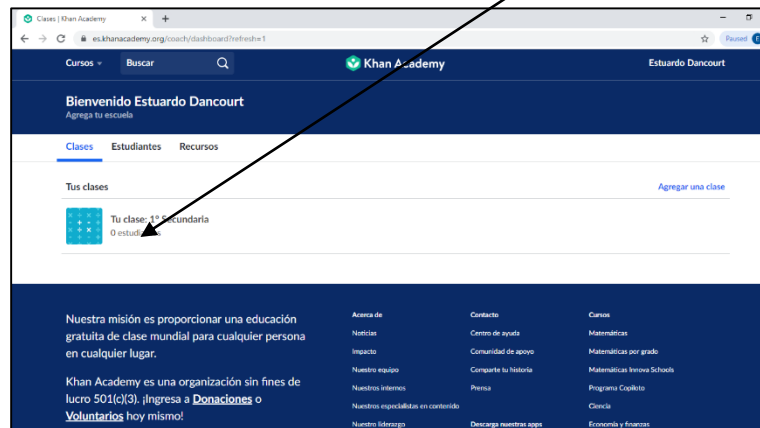 Clases | Khan Academy
es.khanacademy.org/coach/dashboard?refresh=1
Paused
Cursos
Buscar
Khan Academy
Estuardo Dancourt
Bienvenido Estuardo Dancourt
Agrega tu escuela
Clases
Estudiantes
Recursos
Tus clases
Agregar una clase
Tu clase: 1° Secundaria
0 estudiantes
Nuestra misión es proporcionar una educación
gratuita de clase mundial para cualquier persona
en cualquier lugar.
Khan Academy es una organización sin fines de
lucro 501(c)(3). ¡Ingresa a Donaciones o
Voluntarios hoy mismo!
Acerca de
Noticias
Impacto
Nuestro equipo
Nuestros internos
Nuestros especialistas en contenido
Nuestro liderazgo
Contacto
Centro de ayuda
Comunidad de apoyo
Comparte tu historia
Prensa
Descarga nuestras apps
Cursos
Matemáticas
Matemáticas por grado
Matemáticas Innova Schools
Programa Copiloto
Ciencia
Economía y finanzas